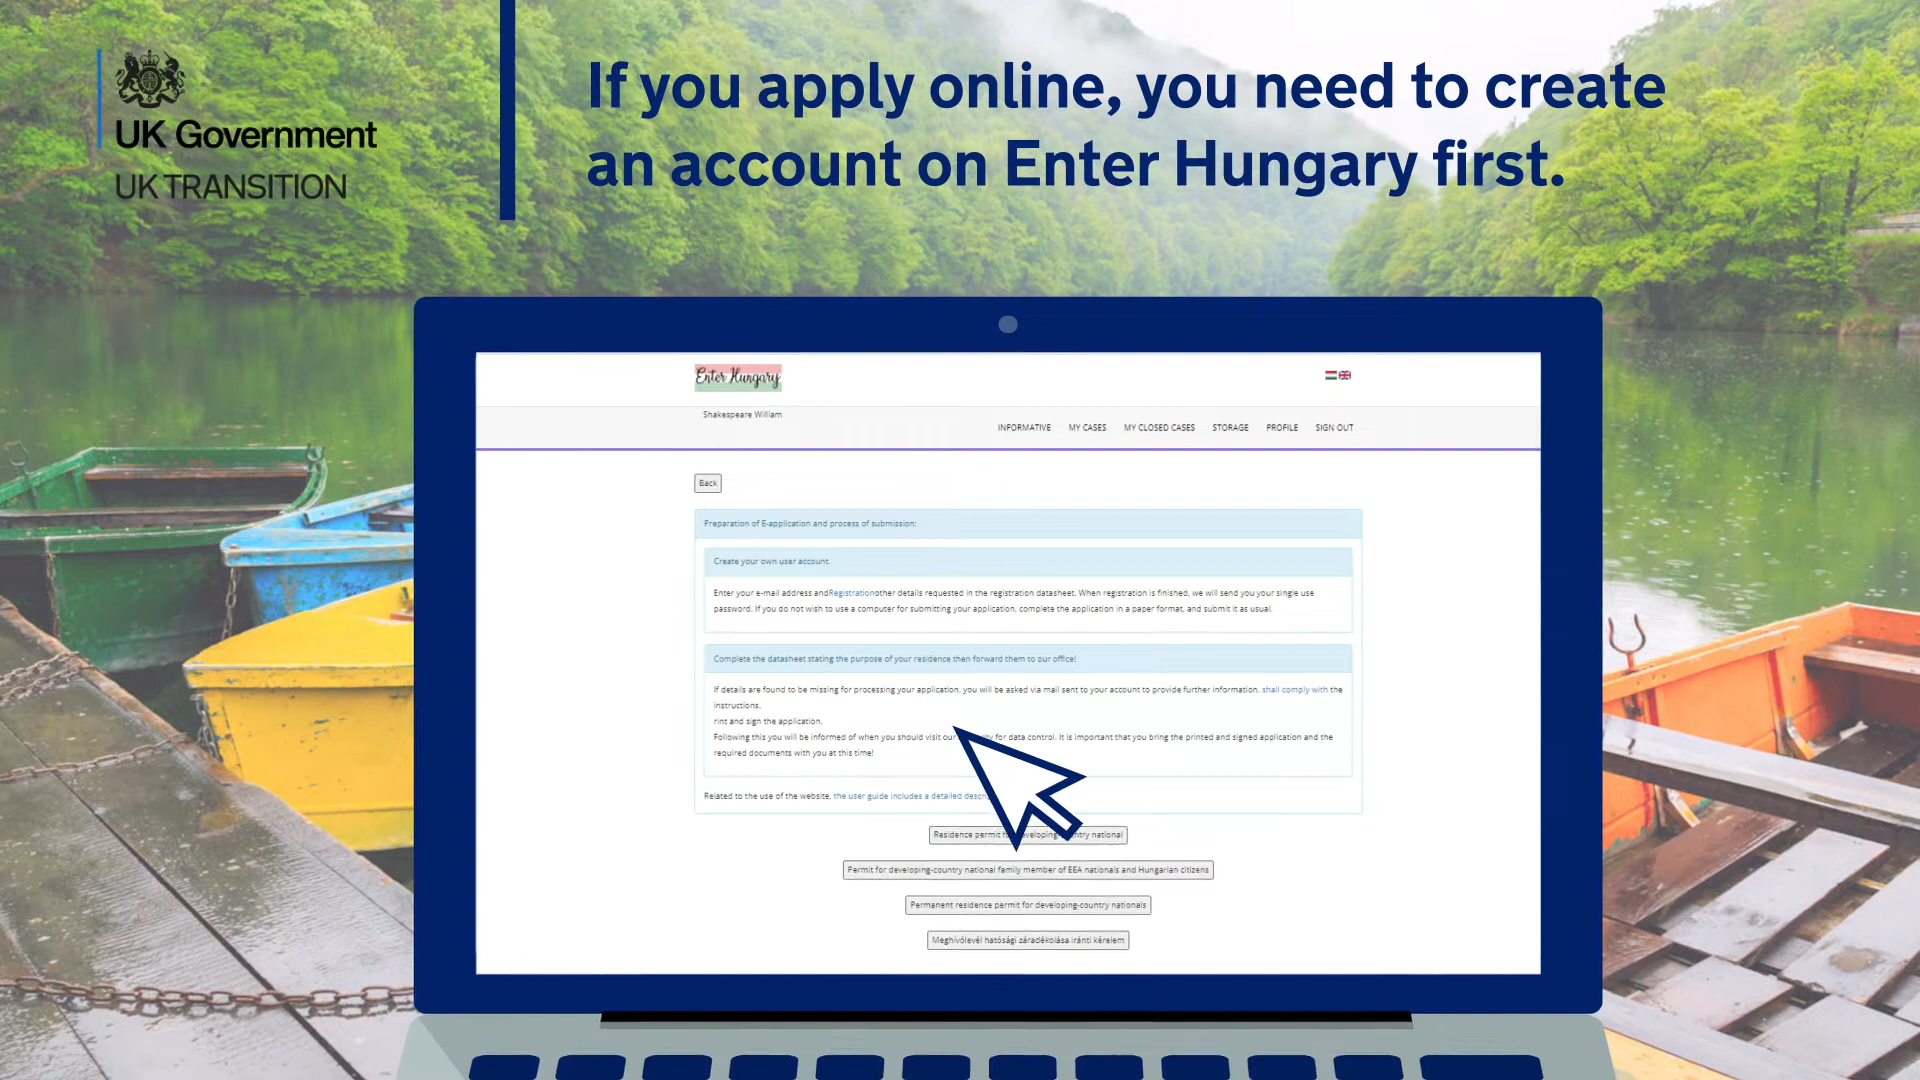 UK Government
UK TRANSITION
If you apply online, you need to create
an account on Enter Hungary first.
Enter Hungary
Shakespeare William
INFORMATIVE MY CASES MY CLOSED CASES STORAGE PROFILE SIGN OUT
Back
Preparation of E-application and process of submission:
Create your own user account.
Enter your e-mail address andRegistrationother details requested in the registration datasheet. When registration is finished, we will send you your single use
password. If you do not wish to use a computer for submitting your application, complete the application in a paper format, and submit it as usual.
Complete the datasheet stating the purpose of your residence then forward them to our office!
If details are found to be missing for processing your application, you will be asked via mail sent to your account to provide further information. shall comply with the
instructions.
rint and sign the application.
Following this you will be informed of when you should visit our for data control. It is important that you bring the printed and signed application and the
required documents with you at this time!
Related to the use of the website, the user guide includes a detailed
Residence permit national
Permit for developing-country national family member of EEA nationals and Hungarian citizens
Permanent residence permit for developing-country nationals
Meghívólevél hatósági záradékolása iránti kérelem